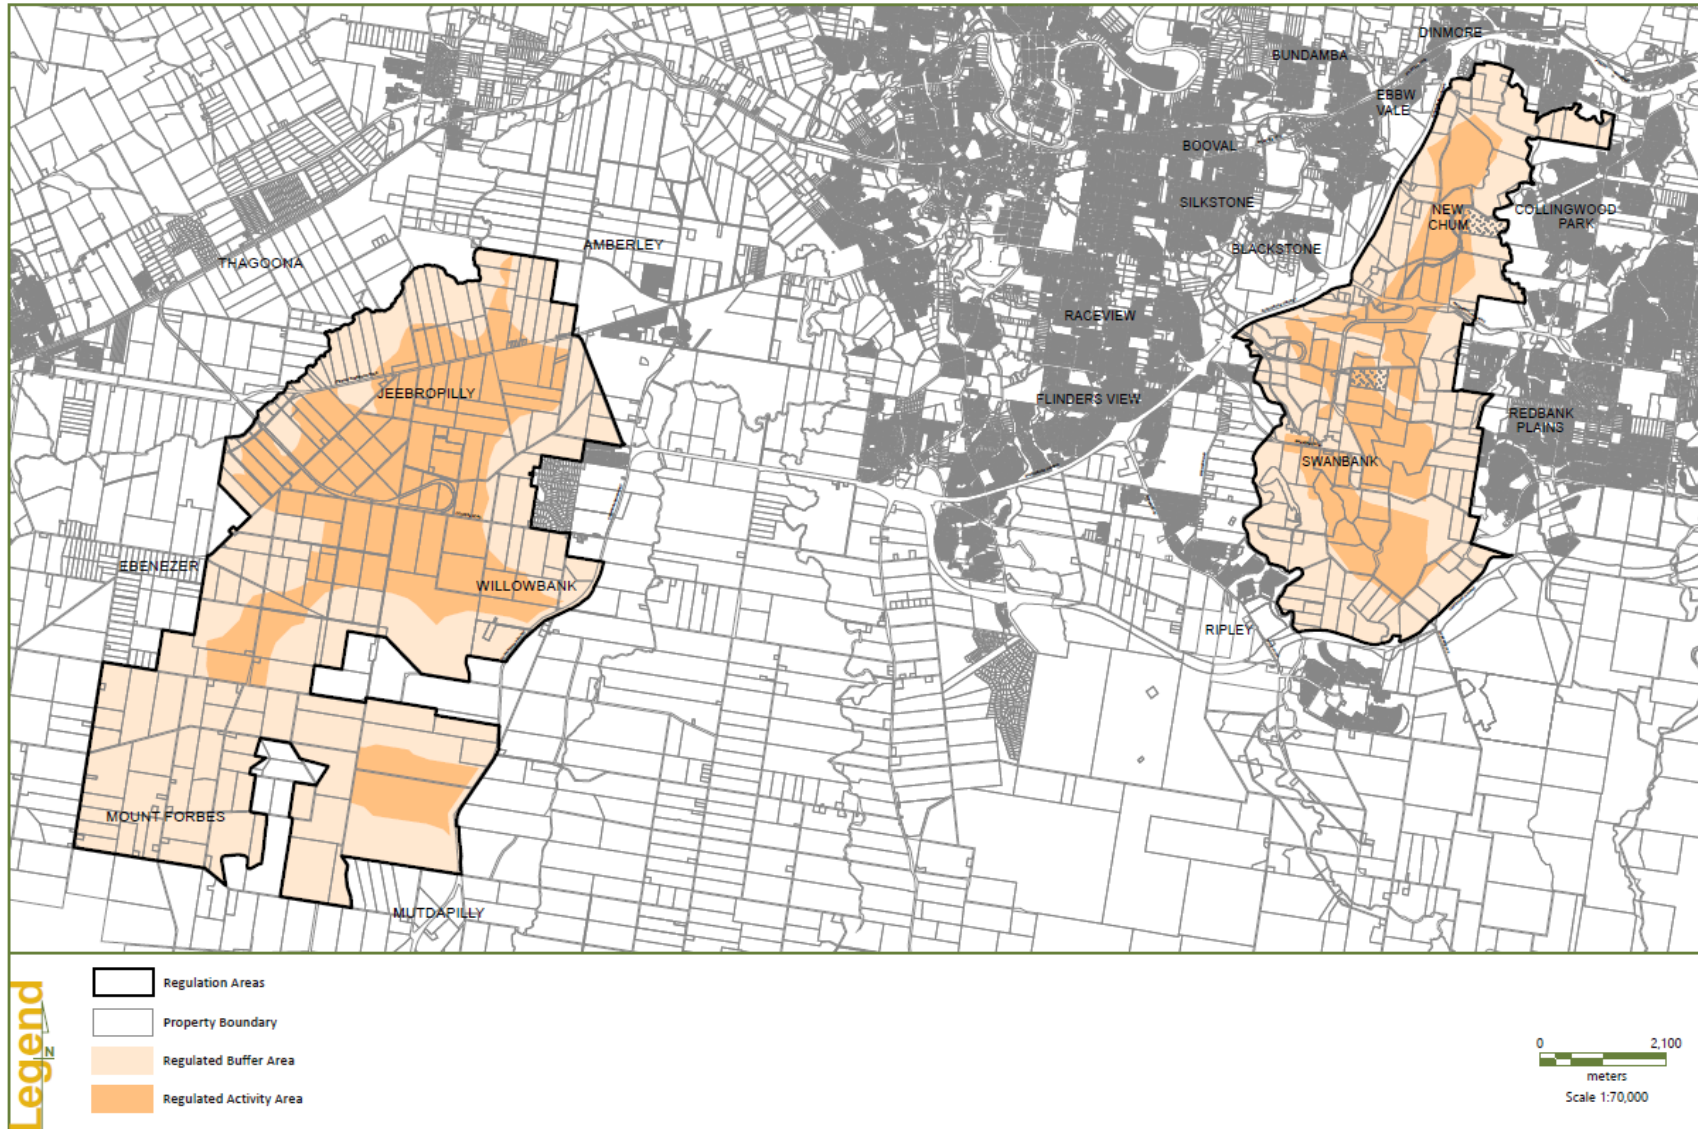 DINMORE
BUNDAMBA
EBBW
VALE
BOOVAL
SILKSTONE
NEW
CHUM
COLLINGWOOD
PARK
BLACKSTONE
AMBERLEY
THAGOONA
RACEVIEW
JEEBROPILLY
FLINDERS VIEW
REDBANK
PLAINS
SWANBANK
EBENEZER
WILLOWBANK
RIPLEY
MOUNT FORBES
MUTDAPILLY
Legend
N
Regulation Areas
Property Boundary
Regulated Buffer Area
Regulated Activity Area
0 2,100
meters
Scale 1:70,000